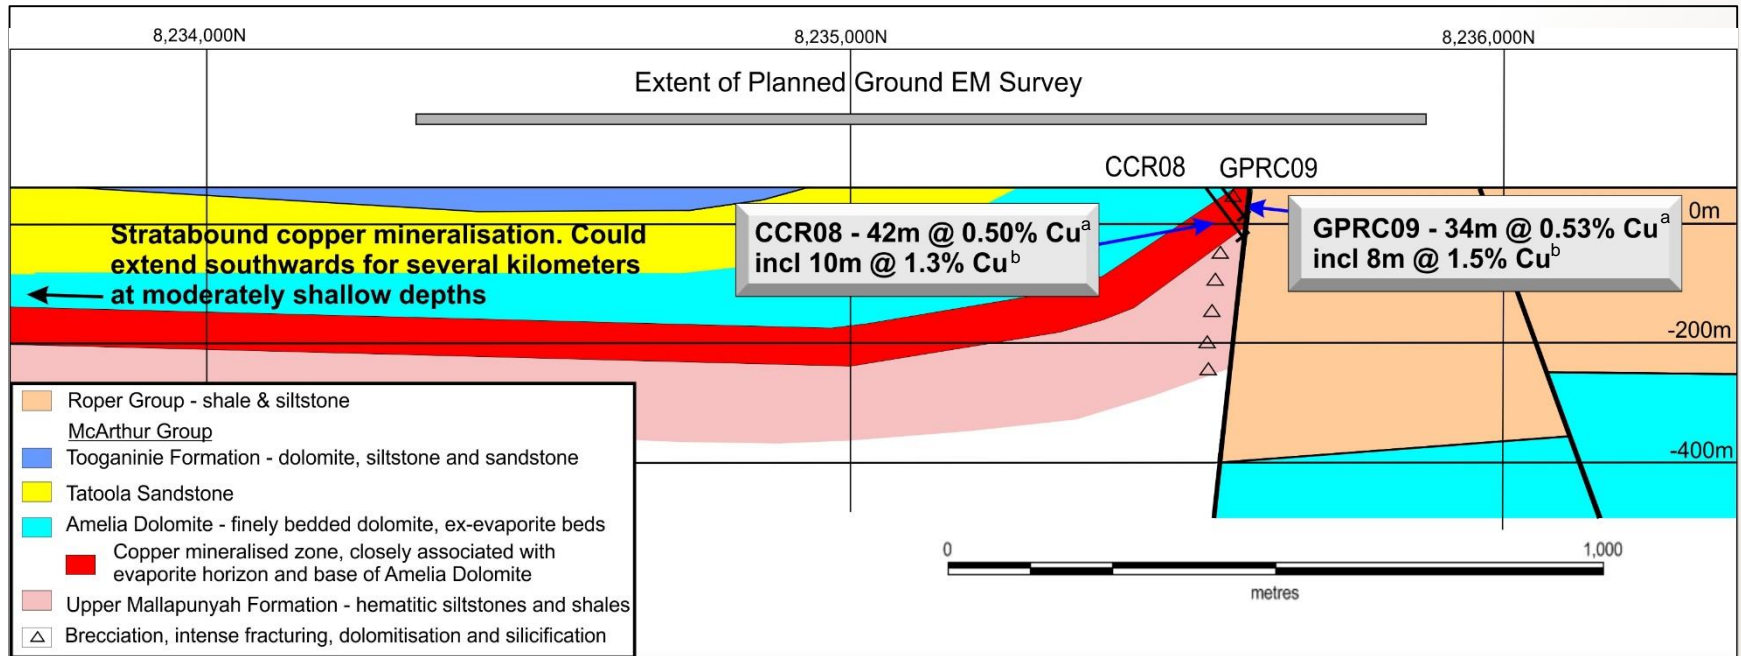 8,234,000N
8,235,000N
8,236,000N
Extent of Planned Ground EM Survey
CCR08
GPRC09
Stratabound copper mineralisation. Could
extend southwards for several kilometers
at moderately shallow depths
CCR08 - 42m @ 0.50% Cuᵃ
incl 10m @ 1.3% Cuᵇ
GPRC09 - 34m @ 0.53% Cuᵃ
incl 8m @ 1.5% Cuᵇ
0m
-200m
-400m
Roper Group - shale & siltstone
McArthur Group
Tooganinie Formation - dolomite, siltstone and sandstone
Tatoola Sandstone
Amelia Dolomite - finely bedded dolomite, ex-evaporite beds
Copper mineralised zone, closely associated with
evaporite horizon and base of Amelia Dolomite
Upper Mallapunyah Formation - hematitic siltstones and shales
Brecciation, intense fracturing, dolomitisation and silicification
0
1,000
metres